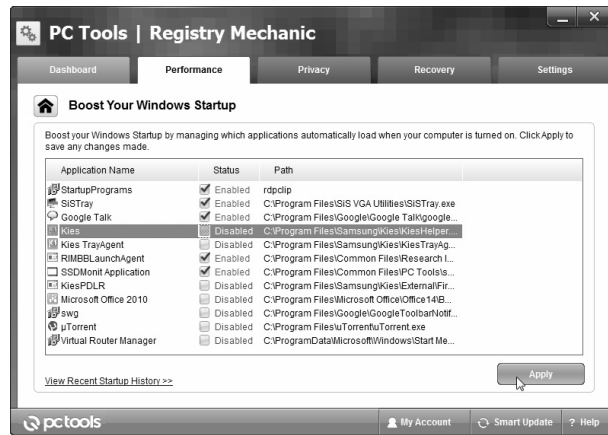 PC Tools | Registry Mechanic
Dashboard Performance Privacy Recovery Settings
Boost Your Windows Startup
Boost your Windows Startup by managing which applications automatically load when your computer is turned on. Click Apply to
save any changes made.
Application Name Status Path
StartupPrograms Enabled rdpclip
SiSTray Enabled C:\Program Files\SiS VGA Utilities\SiSTray.exe
Google Talk Enabled C:\Program Files\Google\Google Talk\google...
Kies Disabled C:\Program Files\Samsung\Kies\KiesHelper....
Kies TrayAgent Disabled C:\Program Files\Samsung\Kies\KiesTrayAg...
RIMBBLaunchAgent Enabled C:\Program Files\Common Files\Research I...
SSDMonit Application Enabled C:\Program Files\Common Files\PC Tools\s...
KiesPDLR Disabled C:\Program Files\Samsung\Kies\External\Fir...
Microsoft Office 2010 Disabled C:\Program Files\Microsoft Office\Office14\B...
swg Disabled C:\Program Files\Google\GoogleToolbarNotif...
µTorrent Disabled C:\Program Files\uTorrent\uTorrent.exe
Virtual Router Manager Disabled C:\ProgramData\Microsoft\Windows\Start Me...
View Recent Startup History >>
Apply
pctools My Account Smart Update ? Help